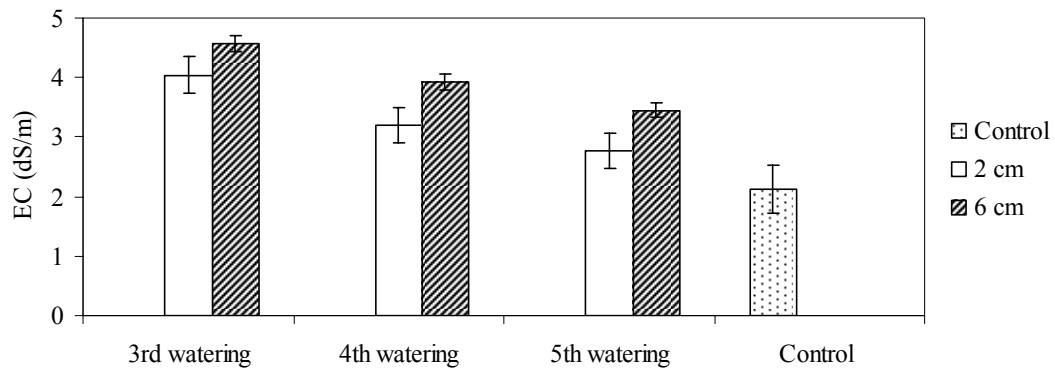 5
4
3
2
1
0
EC (dS/m)
3rd watering
4th watering
5th watering
Control
Control
2 cm
6 cm